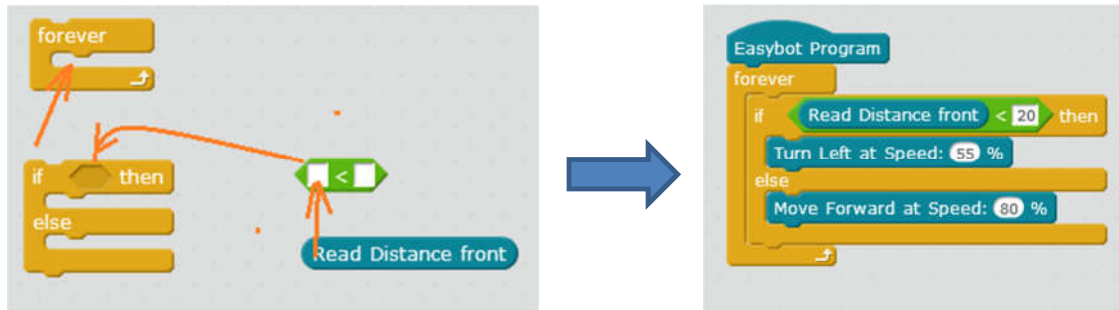 forever
if then
<
else
Read Distance front
Easybot Program
forever
if Read Distance front < 20 then
Turn Left at Speed: 55 %
else
Move Forward at Speed: 80 %